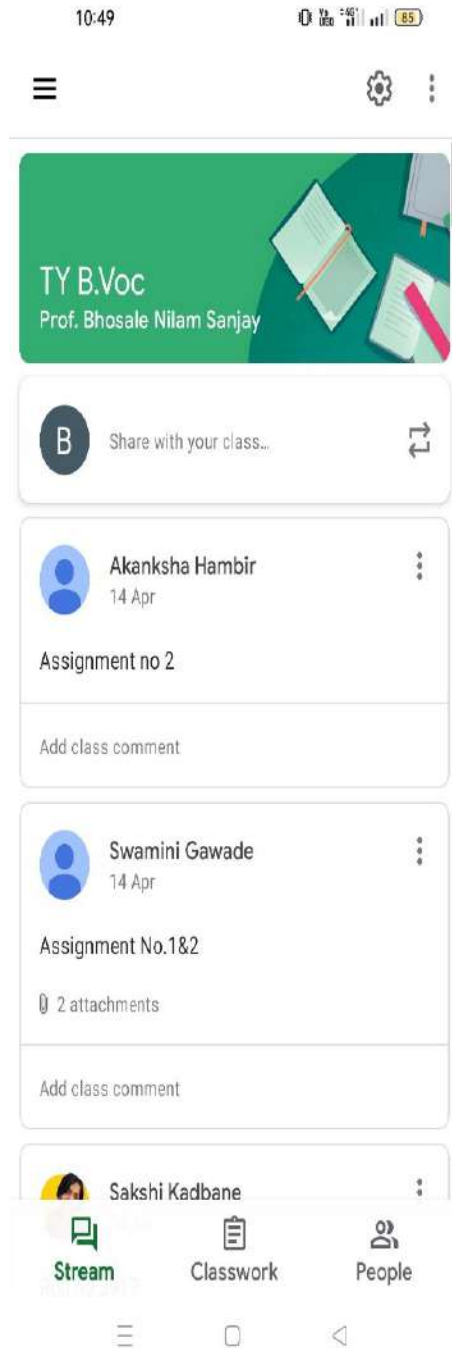 10:49
85
TY B.Voc
Prof. Bhosale Nilam Sanjay
B
Share with your class...
Akanksha Hambir
14 Apr
Assignment no 2
Add class comment
Swamini Gawade
14 Apr
Assignment No.1&2
2 attachments
Add class comment
Sakshi Kadbane
Stream
Classwork
People